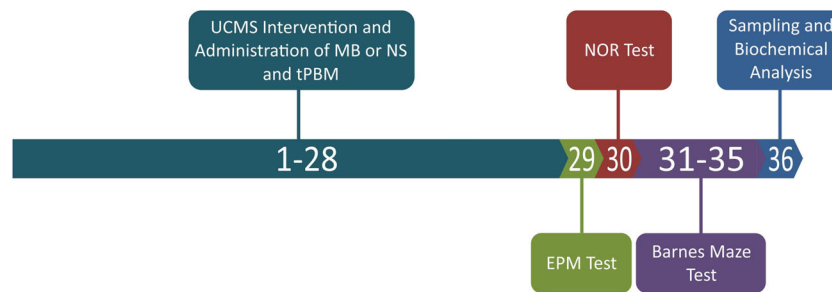 UCMS Intervention and
Administration of MB or NS
and tPBM
NOR Test
Sampling and
Biochemical
Analysis
1-28
29
30
31-35
36
EPM Test
Barnes Maze
Test